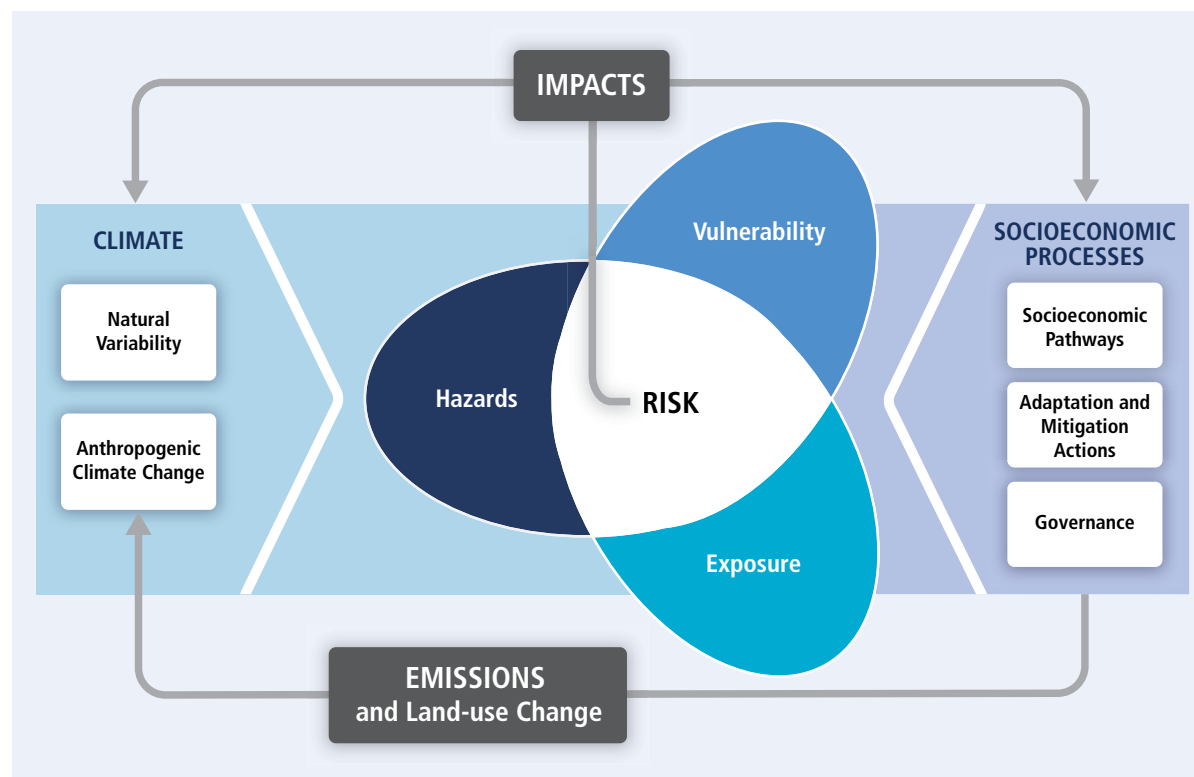 IMPACTS
CLIMATE
Natural
Variability
Anthropogenic
Climate Change
Vulnerability
Hazards
RISK
Exposure
SOCIOECONOMIC
PROCESSES
Socioeconomic
Pathways
Adaptation and
Mitigation
Actions
Governance
EMISSIONS
and Land-use Change